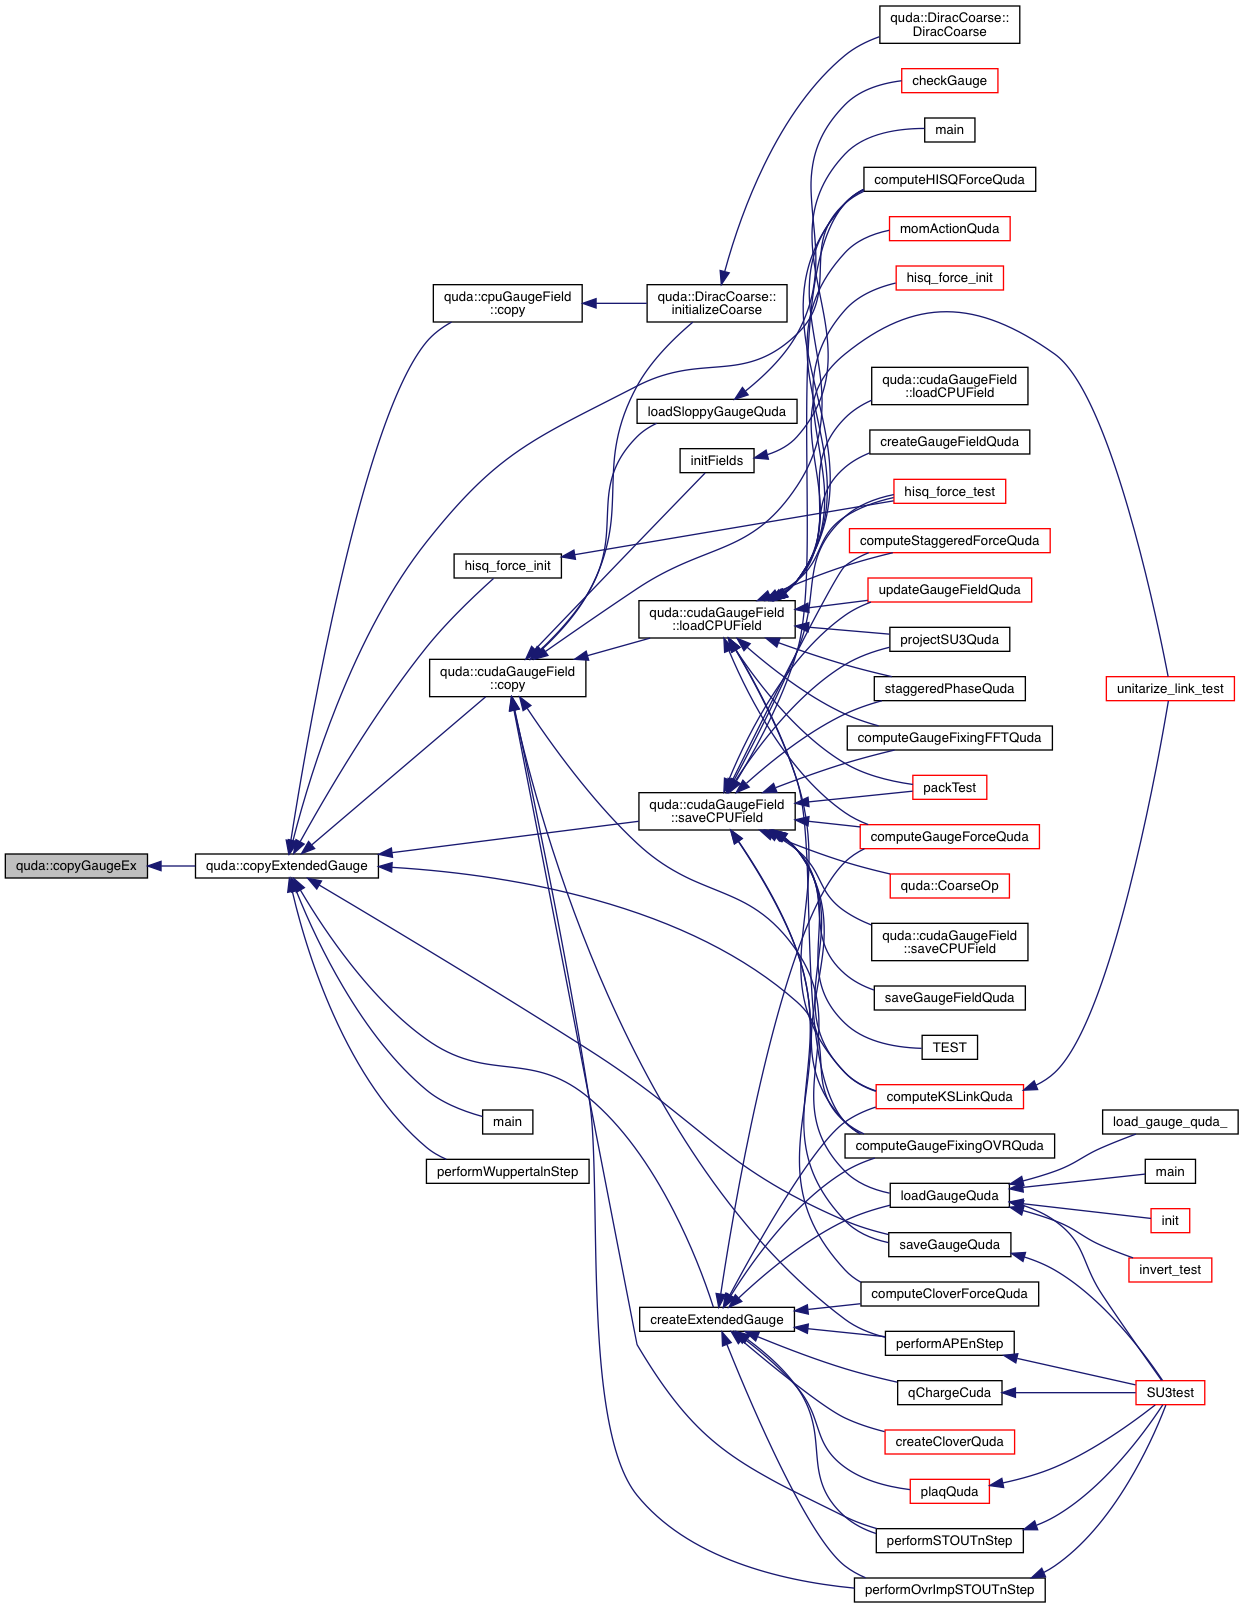 quda::DiracCoarse::
DiracCoarse
checkGauge
main
computeHISQForceQuda
momActionQuda
hisq_force_init
quda::cpuGaugeField
::copy
quda::DiracCoarse::
initializeCoarse
quda::cudaGaugeField
::loadCPUField
loadSloppyGaugeQuda
createGaugeFieldQuda
initFields
hisq_force_test
computeStaggeredForceQuda
hisq_force_init
updateGaugeFieldQuda
quda::cudaGaugeField
::loadCPUField
projectSU3Quda
quda::cudaGaugeField
::copy
staggeredPhaseQuda
unitarize_link_test
computeGaugeFixingFFTQuda
packTest
quda::cudaGaugeField
::saveCPUField
computeGaugeForceQuda
quda::copyGaugeEx
quda::copyExtendedGauge
quda::CoarseOp
quda::cudaGaugeField
::saveCPUField
saveGaugeFieldQuda
TEST
computeKSLinkQuda
main
load_gauge_quda_
computeGaugeFixingOVRQuda
performWuppertalnStep
main
loadGaugeQuda
init
saveGaugeQuda
invert_test
computeCloverForceQuda
createExtendedGauge
performAPEnStep
qChargeCuda
SU3test
createCloverQuda
plaqQuda
performSTOUTnStep
performOvrImpSTOUTnStep